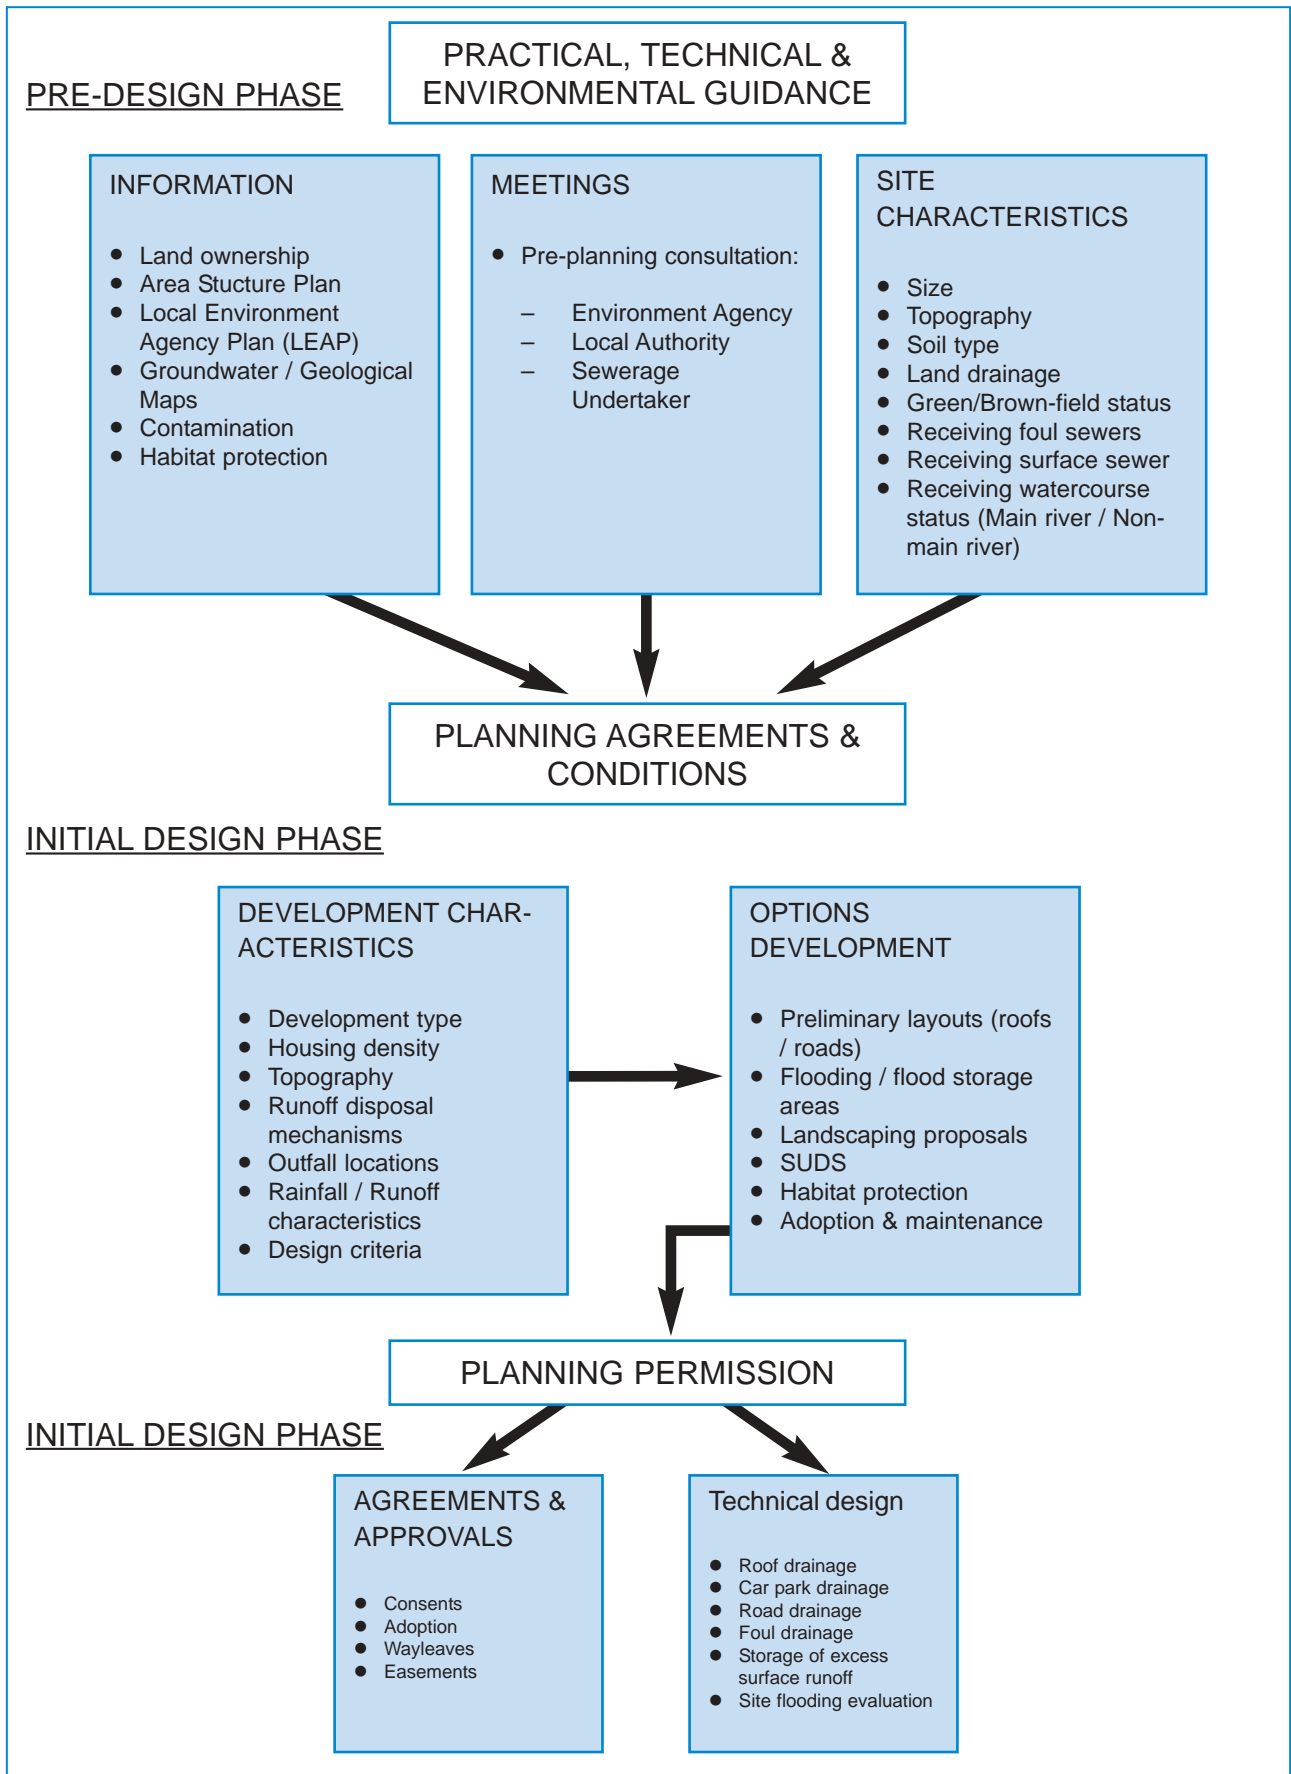 PRACTICAL, TECHNICAL &
ENVIRONMENTAL GUIDANCE
PRE-DESIGN PHASE
INFORMATION
● Land ownership
● Area Stucture Plan
● Local Environment
Agency Plan (LEAP)
● Groundwater / Geological
Maps
● Contamination
● Habitat protection
MEETINGS
● Pre-planning consultation:
– Environment Agency
– Local Authority
– Sewerage
Undertaker
SITE
CHARACTERISTICS
● Size
● Topography
● Soil type
● Land drainage
● Green/Brown-field status
● Receiving foul sewers
● Receiving surface sewer
● Receiving watercourse
status (Main river / Non-
main river)
PLANNING AGREEMENTS &
CONDITIONS
INITIAL DESIGN PHASE
DEVELOPMENT CHAR-
ACTERISTICS
● Development type
● Housing density
● Topography
● Runoff disposal
mechanisms
● Outfall locations
● Rainfall / Runoff
characteristics
● Design criteria
OPTIONS
DEVELOPMENT
● Preliminary layouts (roofs
/ roads)
● Flooding / flood storage
areas
● Landscaping proposals
● SUDS
● Habitat protection
● Adoption & maintenance
PLANNING PERMISSION
INITIAL DESIGN PHASE
AGREEMENTS &
APPROVALS
● Consents
● Adoption
● Wayleaves
● Easements
Technical design
● Roof drainage
● Car park drainage
● Road drainage
● Foul drainage
● Storage of excess
surface runoff
● Site flooding evaluation